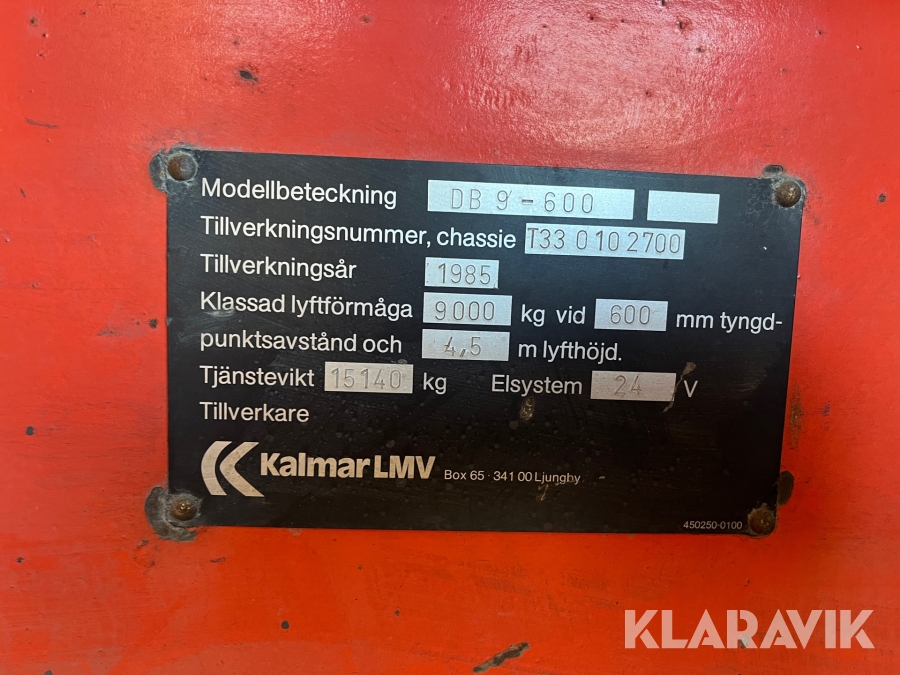 Modellbeteckning DB 9-600
Tillverkningsnummer, chassie T33 0 10 2700
Tillverkningsår 1985
Klassad lyftförmåga 9000 kg vid 600 mm tyngd-
punktsavstånd och 4,5 m lyfthöjd.
Tjänstevikt 15140 kg Elsystem 24 V
Tillverkare
Kalmar LMV Box 65 · 341 00 Ljungby
450250-0100
KLARAVIK